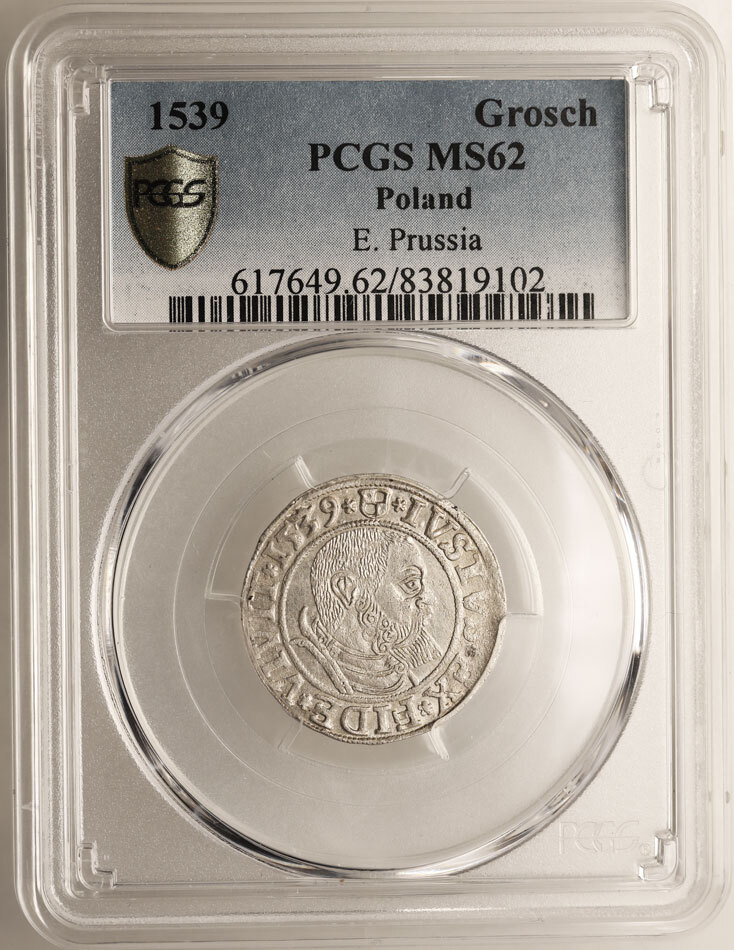 1539 Grosch
PCGS MS62
PCGS
Poland
E. Prussia
617649.62/83819102
IVSTVS * EX * FIDE * VIVIT * 1539
PCGS